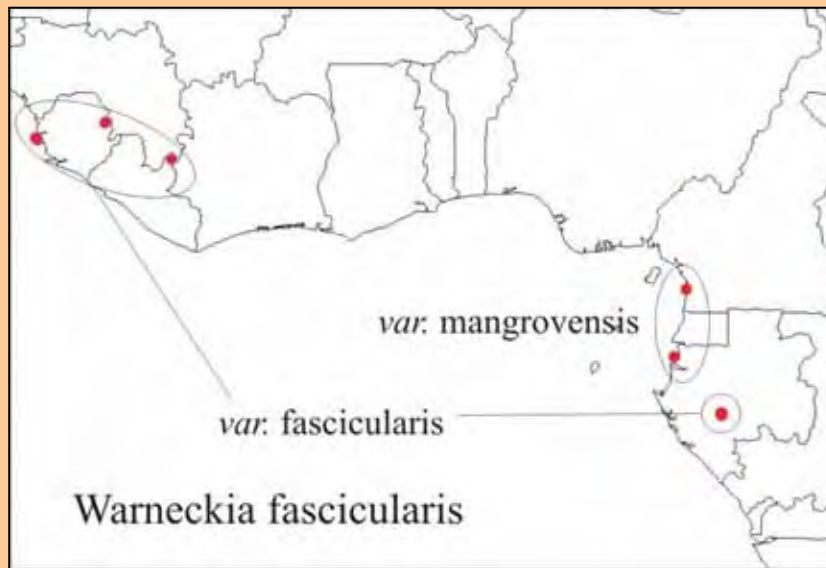 var. mangrovensis
var. fascicularis
Warneckia fascicularis